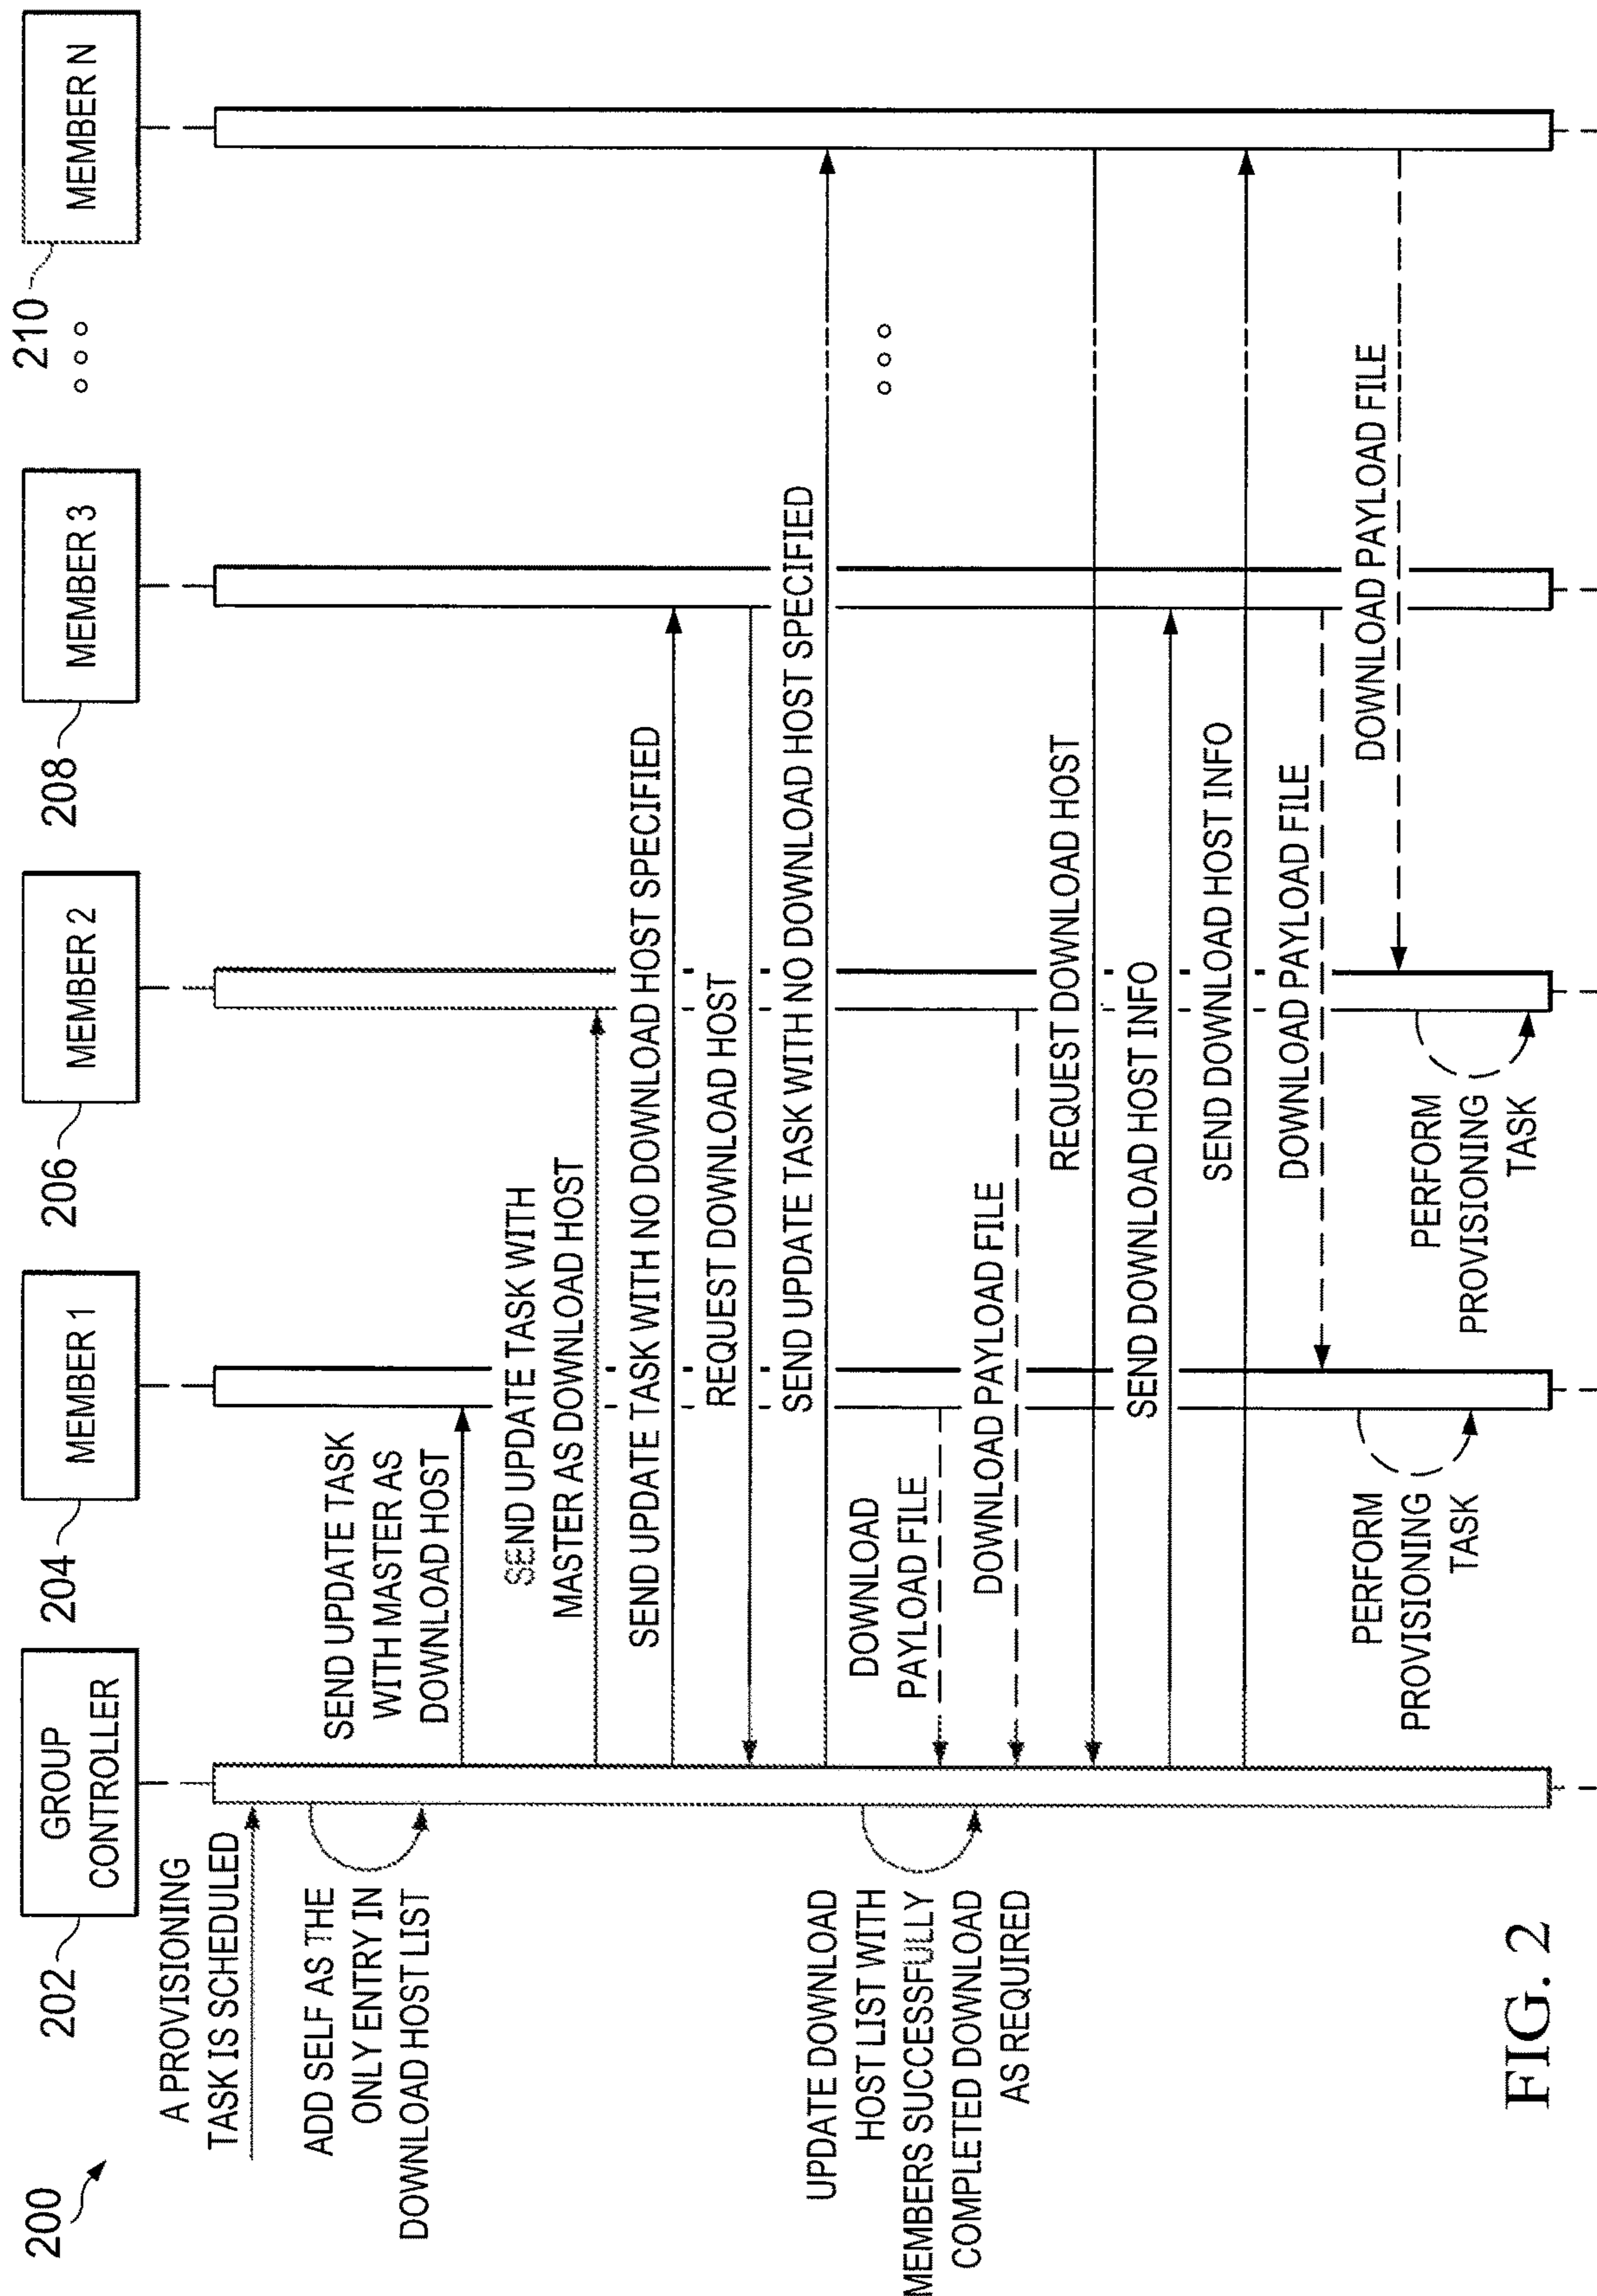 200
202
GROUP
CONTROLLER
204
MEMBER 1
206
MEMBER 2
208
MEMBER 3
210
MEMBER N
A PROVISIONING
TASK IS SCHEDULED
ADD SELF AS THE
ONLY ENTRY IN
DOWNLOAD HOST LIST
SEND UPDATE TASK
WITH MASTER AS
DOWNLOAD HOST
SEND UPDATE TASK WITH
MASTER AS DOWNLOAD HOST
SEND UPDATE TASK WITH NO DOWNLOAD HOST SPECIFIED
REQUEST DOWNLOAD HOST
SEND UPDATE TASK WITH NO DOWNLOAD HOST SPECIFIED
UPDATE DOWNLOAD
HOST LIST WITH
MEMBERS SUCCESSFULLY
COMPLETED DOWNLOAD
AS REQUIRED
DOWNLOAD
PAYLOAD FILE
DOWNLOAD PAYLOAD FILE
REQUEST DOWNLOAD HOST
SEND DOWNLOAD HOST INFO
SEND DOWNLOAD HOST INFO
DOWNLOAD PAYLOAD FILE
DOWNLOAD PAYLOAD FILE
PERFORM
PROVISIONING
TASK
PERFORM
PROVISIONING
TASK
FIG. 2